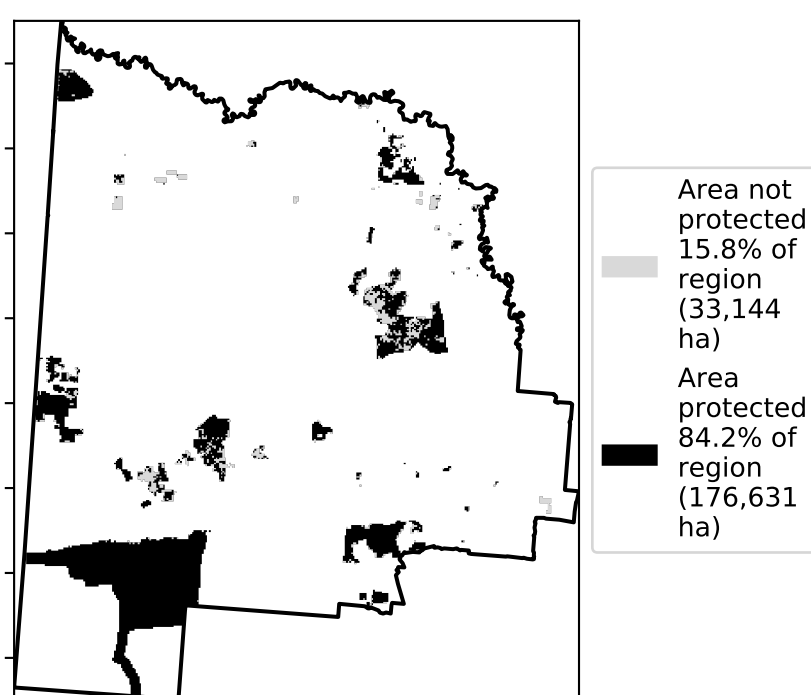 Area not
protected
15.8% of
region
(33,144
ha)
Area
protected
84.2% of
region
(176,631
ha)